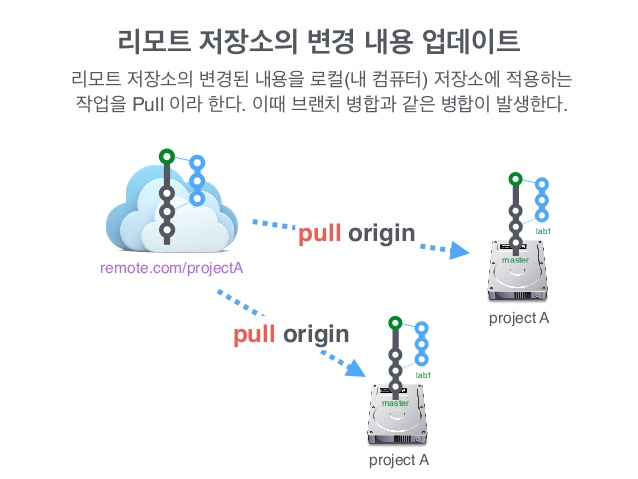 리모트 저장소의 변경 내용 업데이트
리모트 저장소의 변경된 내용을 로컬(내 컴퓨터) 저장소에 적용하는
작업을 Pull 이라 한다. 이때 브랜치 병합과 같은 병합이 발생한다.
remote.com/projectA
pull origin
lab1
master
project A
pull origin
lab1
master
project A